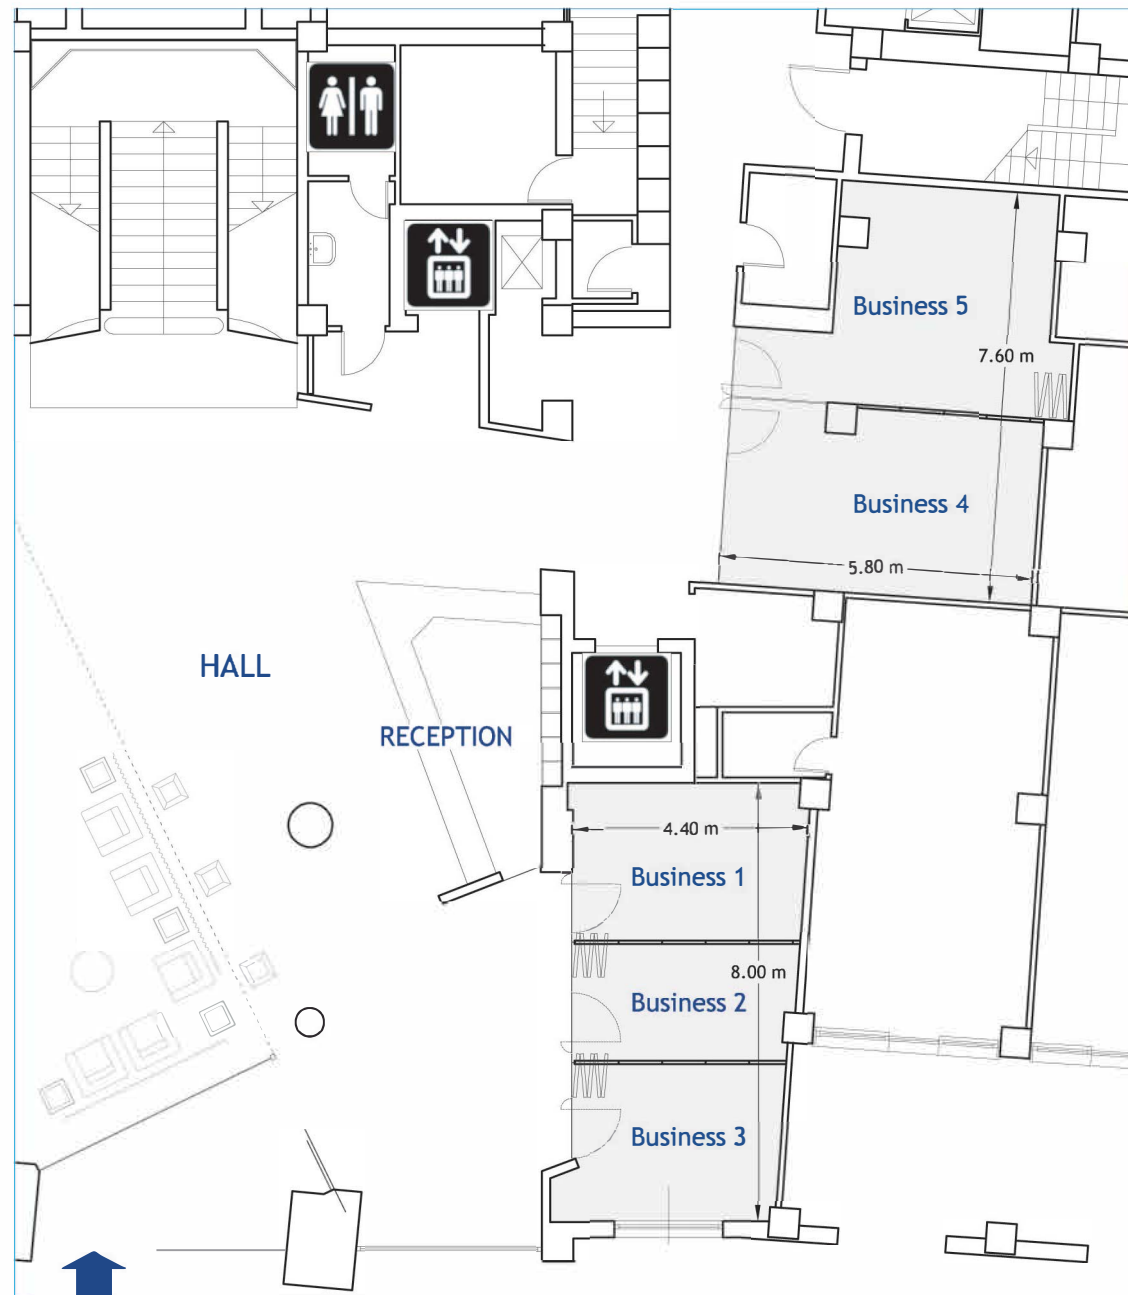 Business 5
7.60 m
Business 4
5.80 m
HALL
RECEPTION
4.40 m
Business 1
8.00 m
Business 2
Business 3